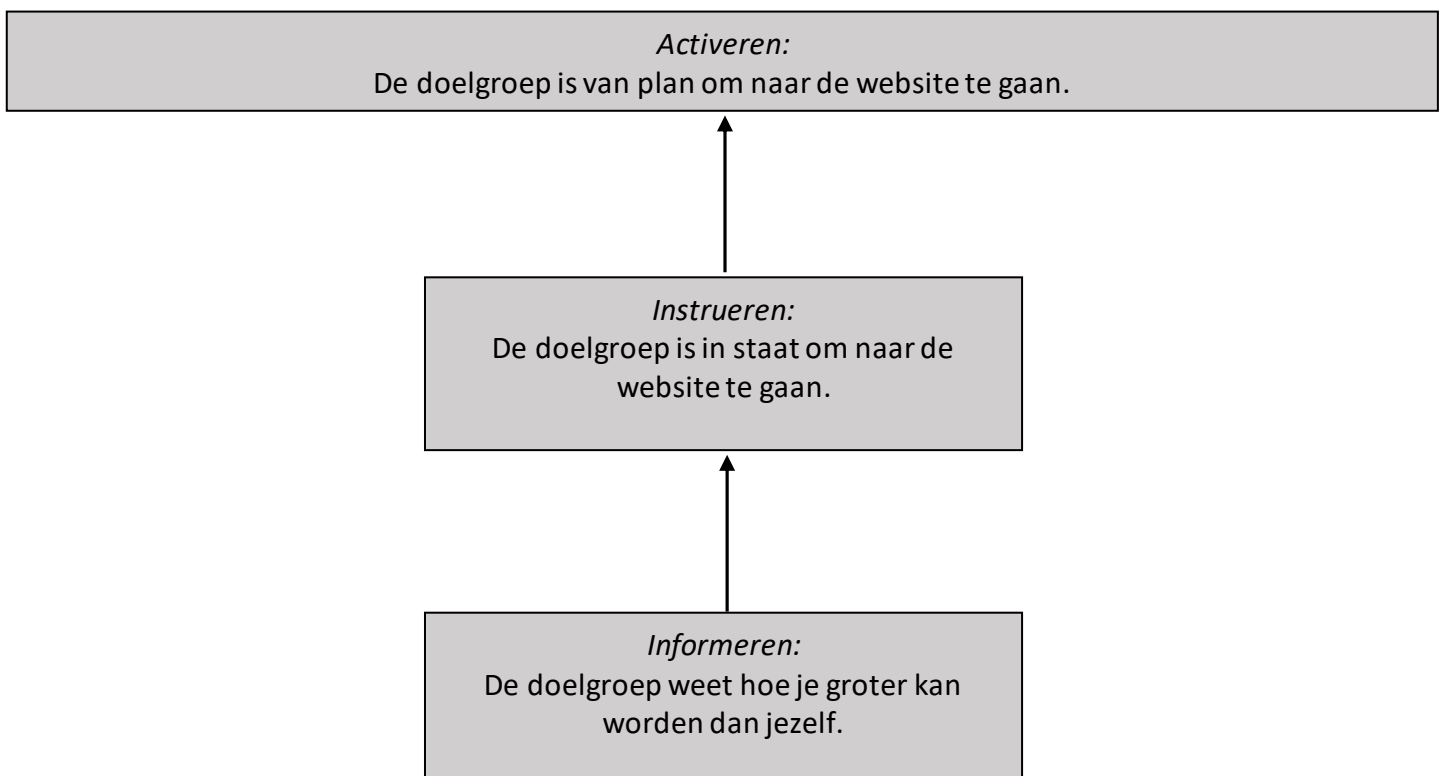 Activeren:
De doelgroep is van plan om naar de website te gaan.
Instrueren:
De doelgroep is in staat om naar de
website te gaan.
Informeren:
De doelgroep weet hoe je groter kan
worden dan jezelf.